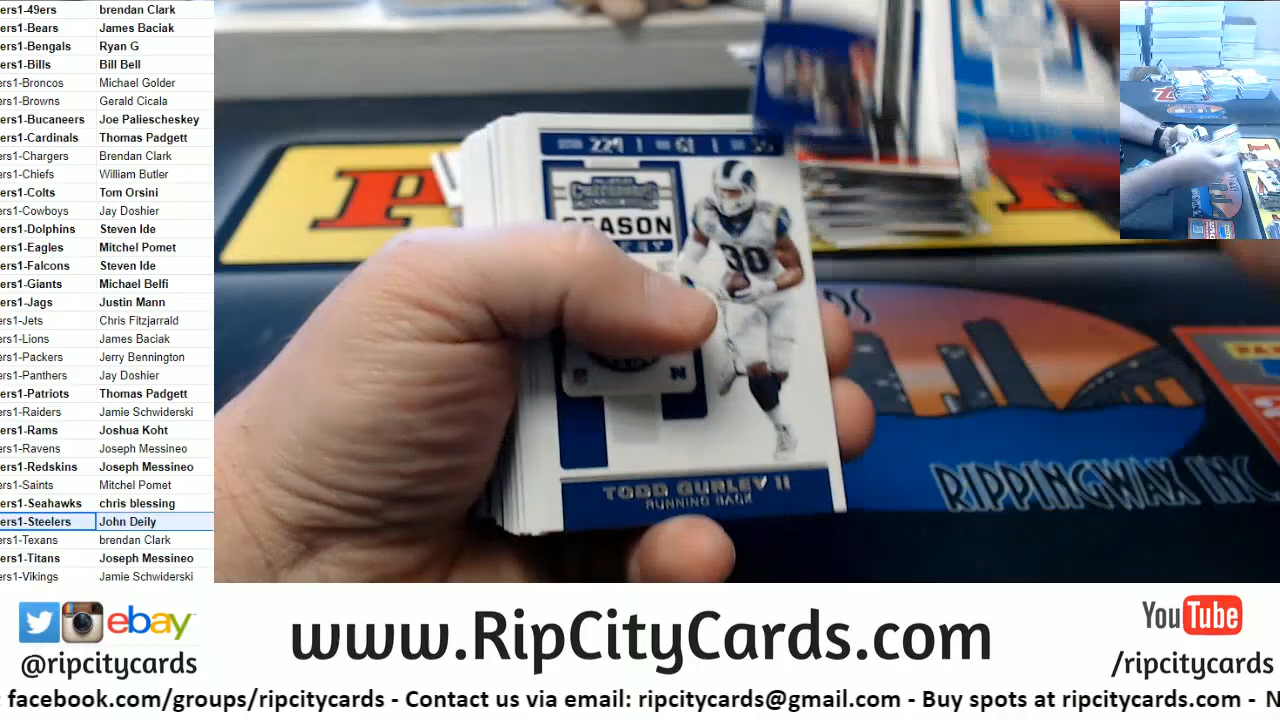 ers1-49ers brendan Clark
ers1-Bears James Baciak
ers1-Bengals Ryan G
ers1-Bills Bill Bell
ers1-Broncos Michael Golder
ers1-Browns Gerald Cicala
ers1-Bucaneers Joe Paliescheskey
ers1-Cardinals Thomas Padgett
ers1-Chargers Brendan Clark
ers1-Chiefs William Butler
ers1-Colts Tom Orsini
ers1-Cowboys Jay Doshier
ers1-Dolphins Steven Ide
ers1-Eagles Mitchel Pomet
ers1-Falcons Steven Ide
ers1-Giants Michael Belfi
ers1-Jags Justin Mann
ers1-Jets Chris Fitzjarrald
ers1-Lions James Baciak
ers1-Packers Jerry Bennington
ers1-Panthers Jay Doshier
ers1-Patriots Thomas Padgett
ers1-Raiders Jamie Schwiderski
ers1-Rams Joshua Koht
ers1-Ravens Joseph Messineo
ers1-Redskins Joseph Messineo
ers1-Saints Mitchel Pomet
ers1-Seahawks chris blessing
ers1-Steelers John Deily
ers1-Texans brendan Clark
ers1-Titans Joseph Messineo
ers1-Vikings Jamie Schwiderski
SEASON
30
TODD GURLEY II
RUNNING BACK
RIPPINGWAX INC
ebay
@ripcitycards
www.RipCityCards.com
YouTube
/ripcitycards
: facebook.com/groups/ripcitycards - Contact us via email: ripcitycards@gmail.com - Buy spots at ripcitycards.com - N